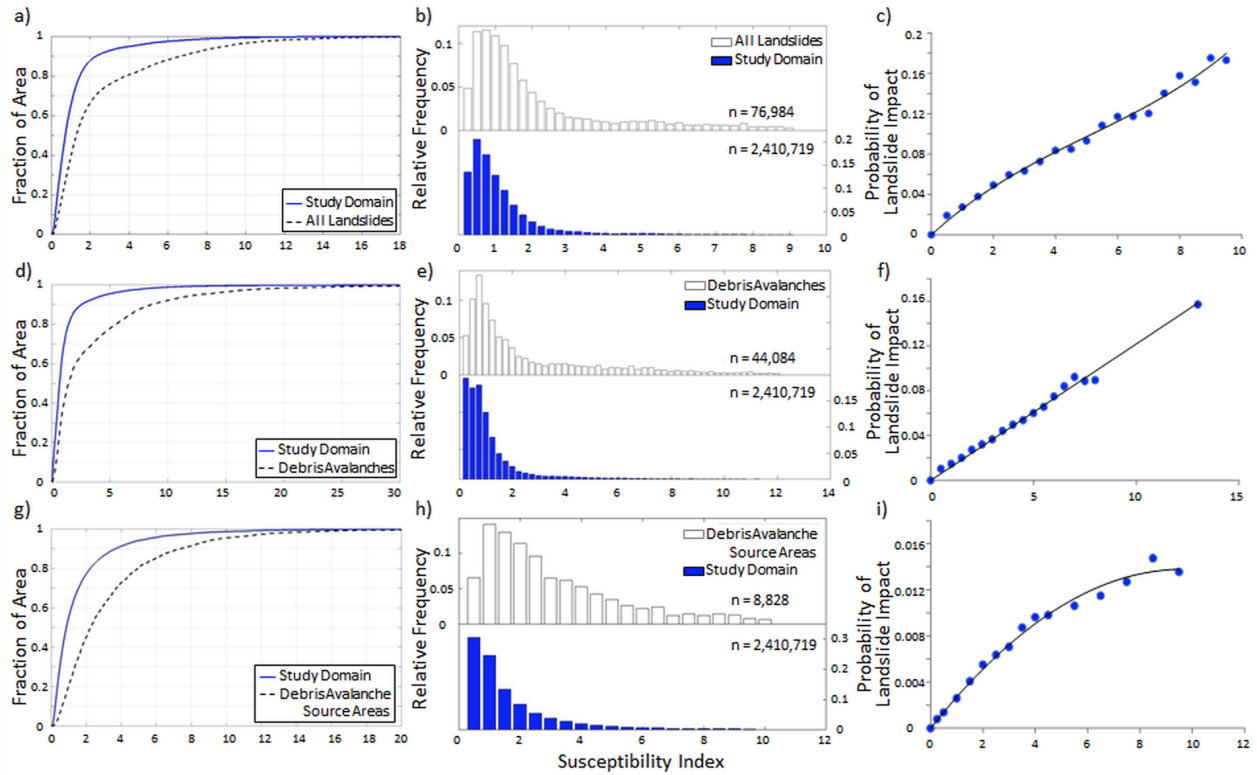 a)
1
0.8
0.6
0.4
0.2
0
Fraction of Area
Study Domain
All Landslides
0 2 4 6 8 10 12 14 16 18
b)
0.1
0.05
0
Relative Frequency
All Landslides
Study Domain
n = 76,984
n = 2,410,719
0.2
0.15
0.1
0.05
0
0 1 2 3 4 5 6 7 8 9 10
c)
0.2
0.16
0.12
0.08
0.04
0
Probability of
Landslide Impact
0 2 4 6 8 10
d)
1
0.8
0.6
0.4
0.2
0
Fraction of Area
Study Domain
DebrisAvalanches
0 5 10 15 20 25 30
e)
0.1
0.05
0
Relative Frequency
DebrisAvalanches
Study Domain
n = 44,084
n = 2,410,719
0.15
0.1
0.05
0
0 2 4 6 8 10 12 14
f)
0.16
0.12
0.08
0.04
0
Probability of
Landslide Impact
0 5 10 15
g)
1
0.8
0.6
0.4
0.2
0
Fraction of Area
Study Domain
DebrisAvalanche
Source Areas
0 2 4 6 8 10 12 14 16 18 20
h)
0.1
0.05
0
Relative Frequency
DebrisAvalanche
Source Areas
Study Domain
n = 8,828
n = 2,410,719
0.3
0.2
0.1
0
0 2 4 6 8 10 12
Susceptibility Index
i)
0.016
0.012
0.008
0.004
0
Probability of
Landslide Impact
0 2 4 6 8 10 12